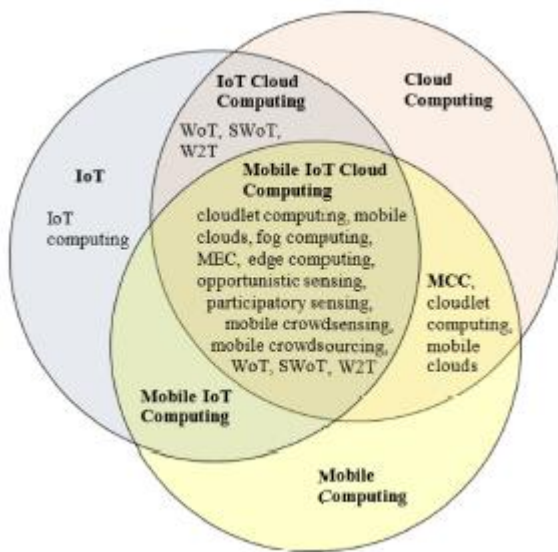 IoT Cloud
Computing
WoT, SWoT,
W2T
Cloud
Computing
IoT
IoT
computing
Mobile IoT Cloud
Computing
cloudlet computing, mobile
clouds, fog computing,
MEC, edge computing,
opportunistic sensing,
participatory sensing,
mobile crowdsensing,
mobile crowdsourcing,
WoT, SWoT, W2T
MCC,
cloudlet
computing,
mobile
clouds
Mobile IoT
Computing
Mobile
Computing